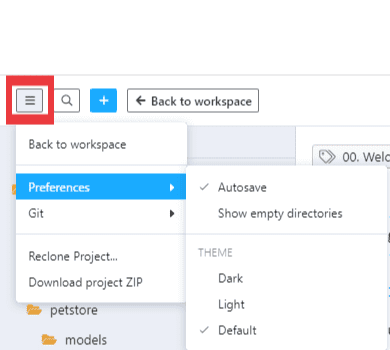 Back to workspace
Back to workspace
00. Welc
Preferences
Autosave
Git
Show empty directories
THEME
Reclone Project...
Dark
Download project ZIP
Light
petstore
Default
models